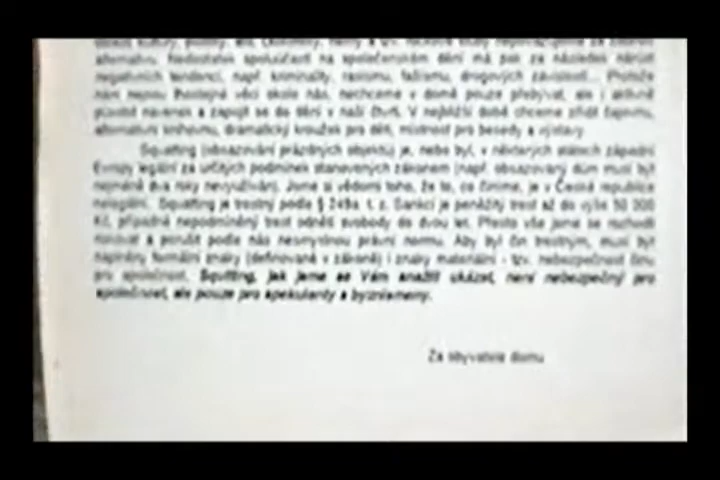 alternativu. Nedostatek spoluúčasti na společenském dění má pak za následek nárůst
negativních tendencí, např. kriminality, rasismu, fašismu, drogových závislostí... Protože
nám nejsou lhostejné věci okolo nás, nechceme v domě pouze přebývat, ale i aktivně
působit navenek a zapojit se do dění v naší čtvrti. V nejbližší době chceme zřídit čajovnu,
alternativní knihovnu, dramatický kroužek pro děti, místnost pro besedy a výstavy.
Squatting (obsazování prázdných objektů) je, nebo byl, v některých státech západní
Evropy legální za určitých podmínek stanovených zákonem (např. obsazovaný dům musí být
nejméně dva roky nevyužíván). Jsme si vědomi toho, že to, co činíme, je v České republice
nelegální. Squatting je trestný podle § 249a t. z. Sankcí je peněžitý trest až do výše 50 000
Kč, případně nepodmíněný trest odnětí svobody do dvou let. Přesto vše jsme se rozhodli
riskovat a porušit podle nás nesmyslnou právní normu. Aby byl čin trestným, musí být
naplněny formální znaky (definované v zákoně) i znaky materiální - tzv. nebezpečnost činu
pro společnost. Squatting, jak jsme se Vám snažili ukázat, není nebezpečný pro
společnost, ale pouze pro spekulanty a byznismeny.
Za obyvatele domu